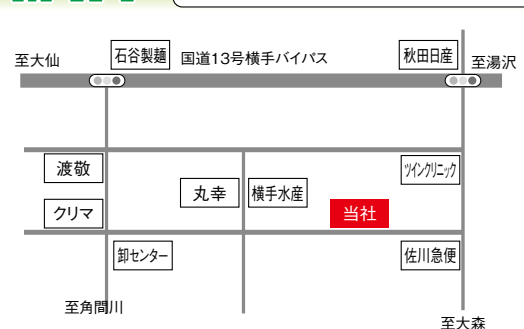 石谷製麺
国道13号横手バイパス
秋田日産
至大仙
至湯沢
渡敬
ツインクリニック
丸幸
横手水産
クリマ
当社
卸センター
佐川急便
至角間川
至大森